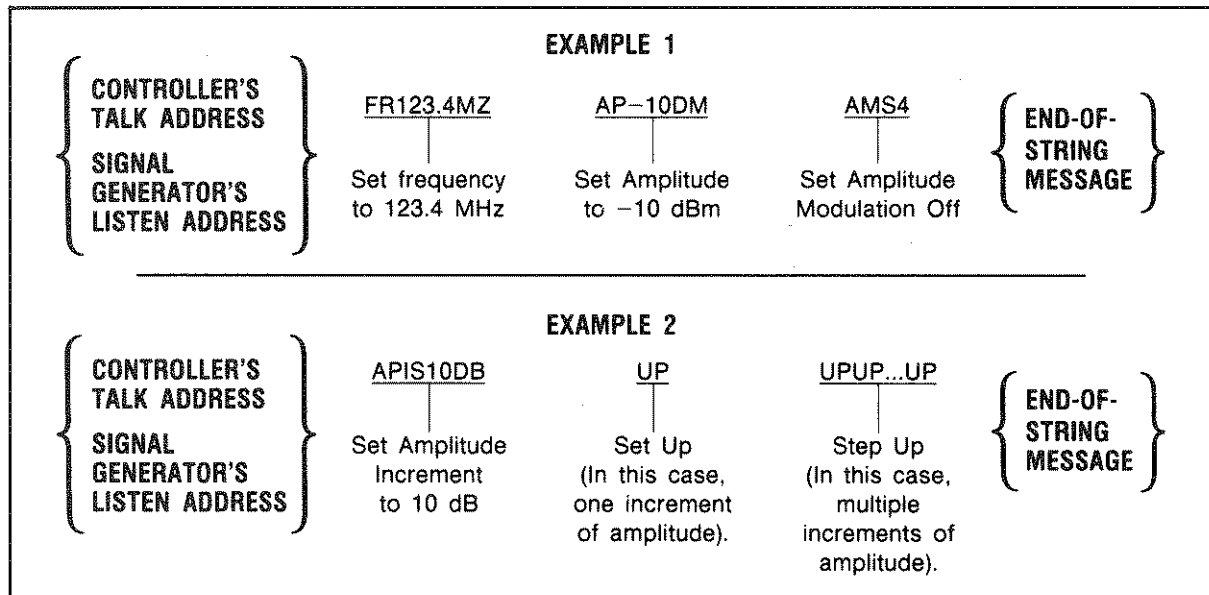 EXAMPLE 1
CONTROLLER'S
TALK ADDRESS
SIGNAL
GENERATOR'S
LISTEN ADDRESS
FR123.4MZ
Set frequency
to 123.4 MHz
AP−10DM
Set Amplitude
to −10 dBm
AMS4
Set Amplitude
Modulation Off
END-OF-
STRING
MESSAGE
EXAMPLE 2
CONTROLLER'S
TALK ADDRESS
SIGNAL
GENERATOR'S
LISTEN ADDRESS
APIS10DB
Set Amplitude
Increment
to 10 dB
UP
Set Up
(In this case,
one increment
of amplitude).
UPUP...UP
Step Up
(In this case,
multiple
increments of
amplitude).
END-OF-
STRING
MESSAGE